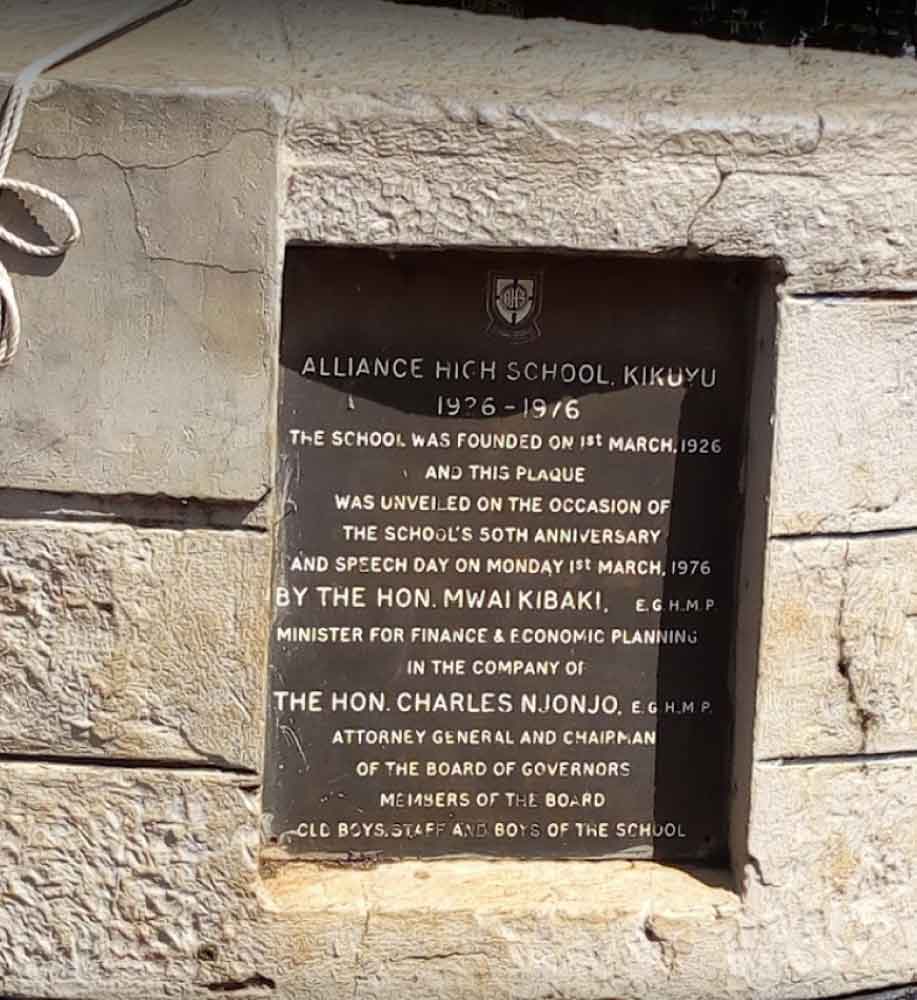 ALLIANCE HIGH SCHOOL, KIKUYU
1926 - 1976
THE SCHOOL WAS FOUNDED ON 1st MARCH, 1926
AND THIS PLAQUE
WAS UNVEILED ON THE OCCASION OF
THE SCHOOL'S 50TH ANNIVERSARY
AND SPEECH DAY ON MONDAY 1st MARCH, 1976
BY THE HON. MWAI KIBAKI, E.G.H. M.P.
MINISTER FOR FINANCE & ECONOMIC PLANNING
IN THE COMPANY OF
THE HON. CHARLES NJONJO, E.G.H. M.P.
ATTORNEY GENERAL AND CHAIRMAN
OF THE BOARD OF GOVERNORS
MEMBERS OF THE BOARD
OLD BOYS, STAFF AND BOYS OF THE SCHOOL